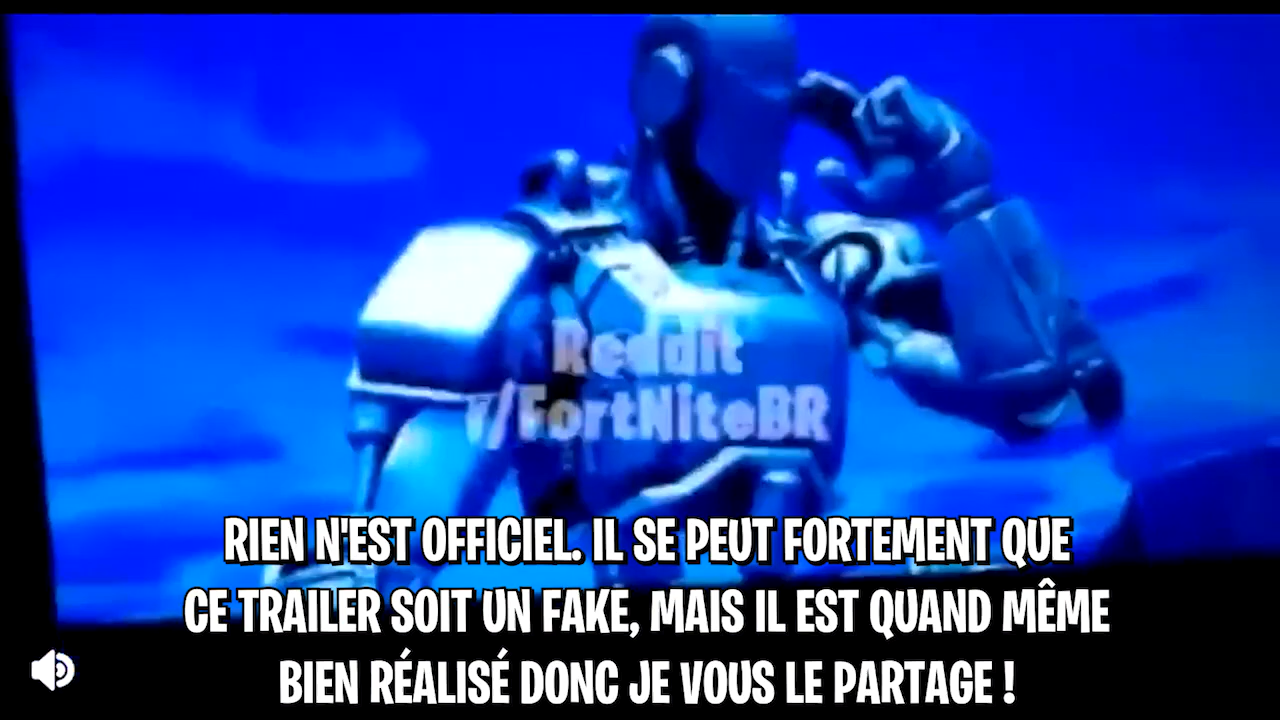 Reddit
r/FortNiteBR
RIEN N'EST OFFICIEL. IL SE PEUT FORTEMENT QUE
CE TRAILER SOIT UN FAKE, MAIS IL EST QUAND MÊME
BIEN RÉALISÉ DONC JE VOUS LE PARTAGE !